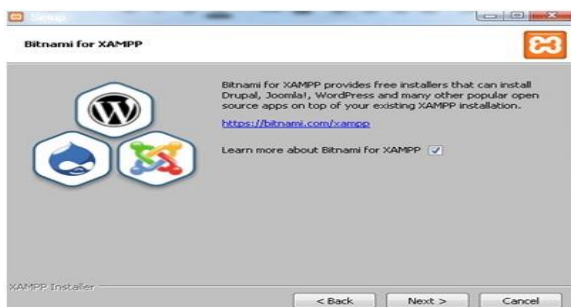 Setup
Bitnami for XAMPP
Bitnami for XAMPP provides free installers that can install
Drupal, Joomla!, WordPress and many other popular open
source apps on top of your existing XAMPP installation.
https://bitnami.com/xampp
Learn more about Bitnami for XAMPP
XAMPP Installer
< Back
Next >
Cancel